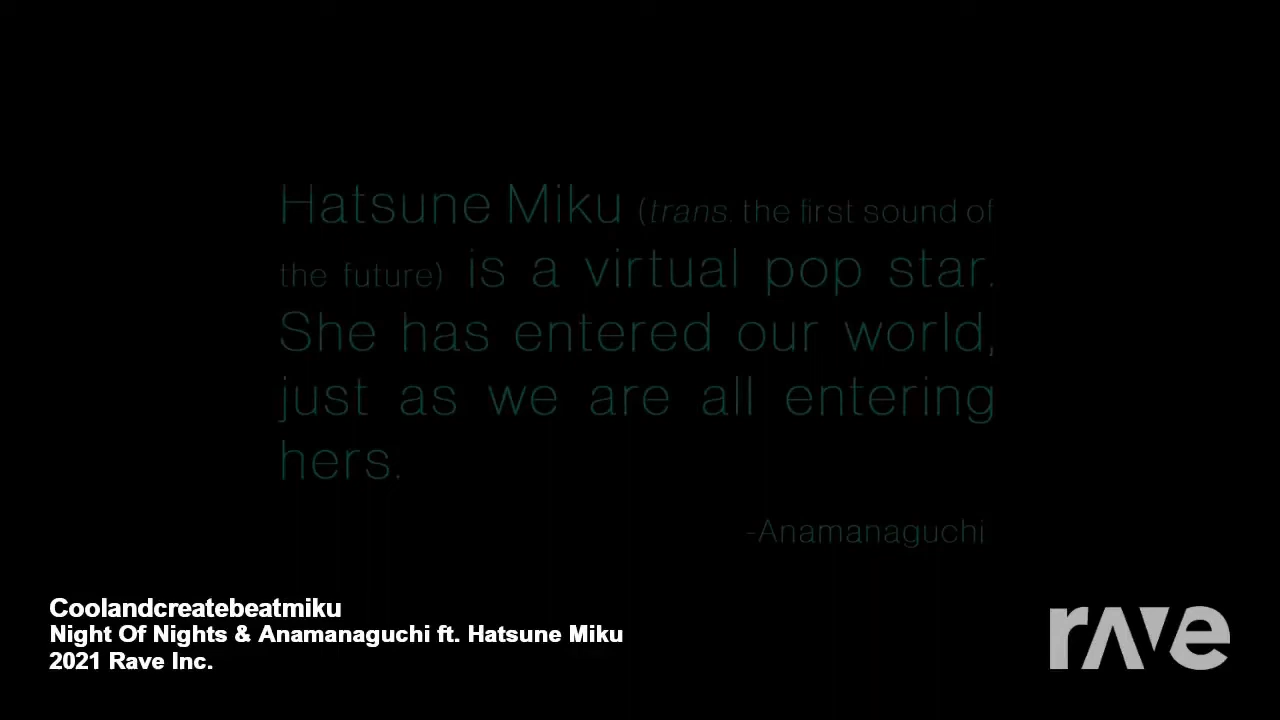 Hatsune Miku (trans. the first sound of
the future) is a virtual pop star.
She has entered our world,
just as we are all entering
hers.
-Anamanaguchi
Coolandcreatebeatmiku
Night Of Nights & Anamanaguchi ft. Hatsune Miku
2021 Rave Inc.
rave